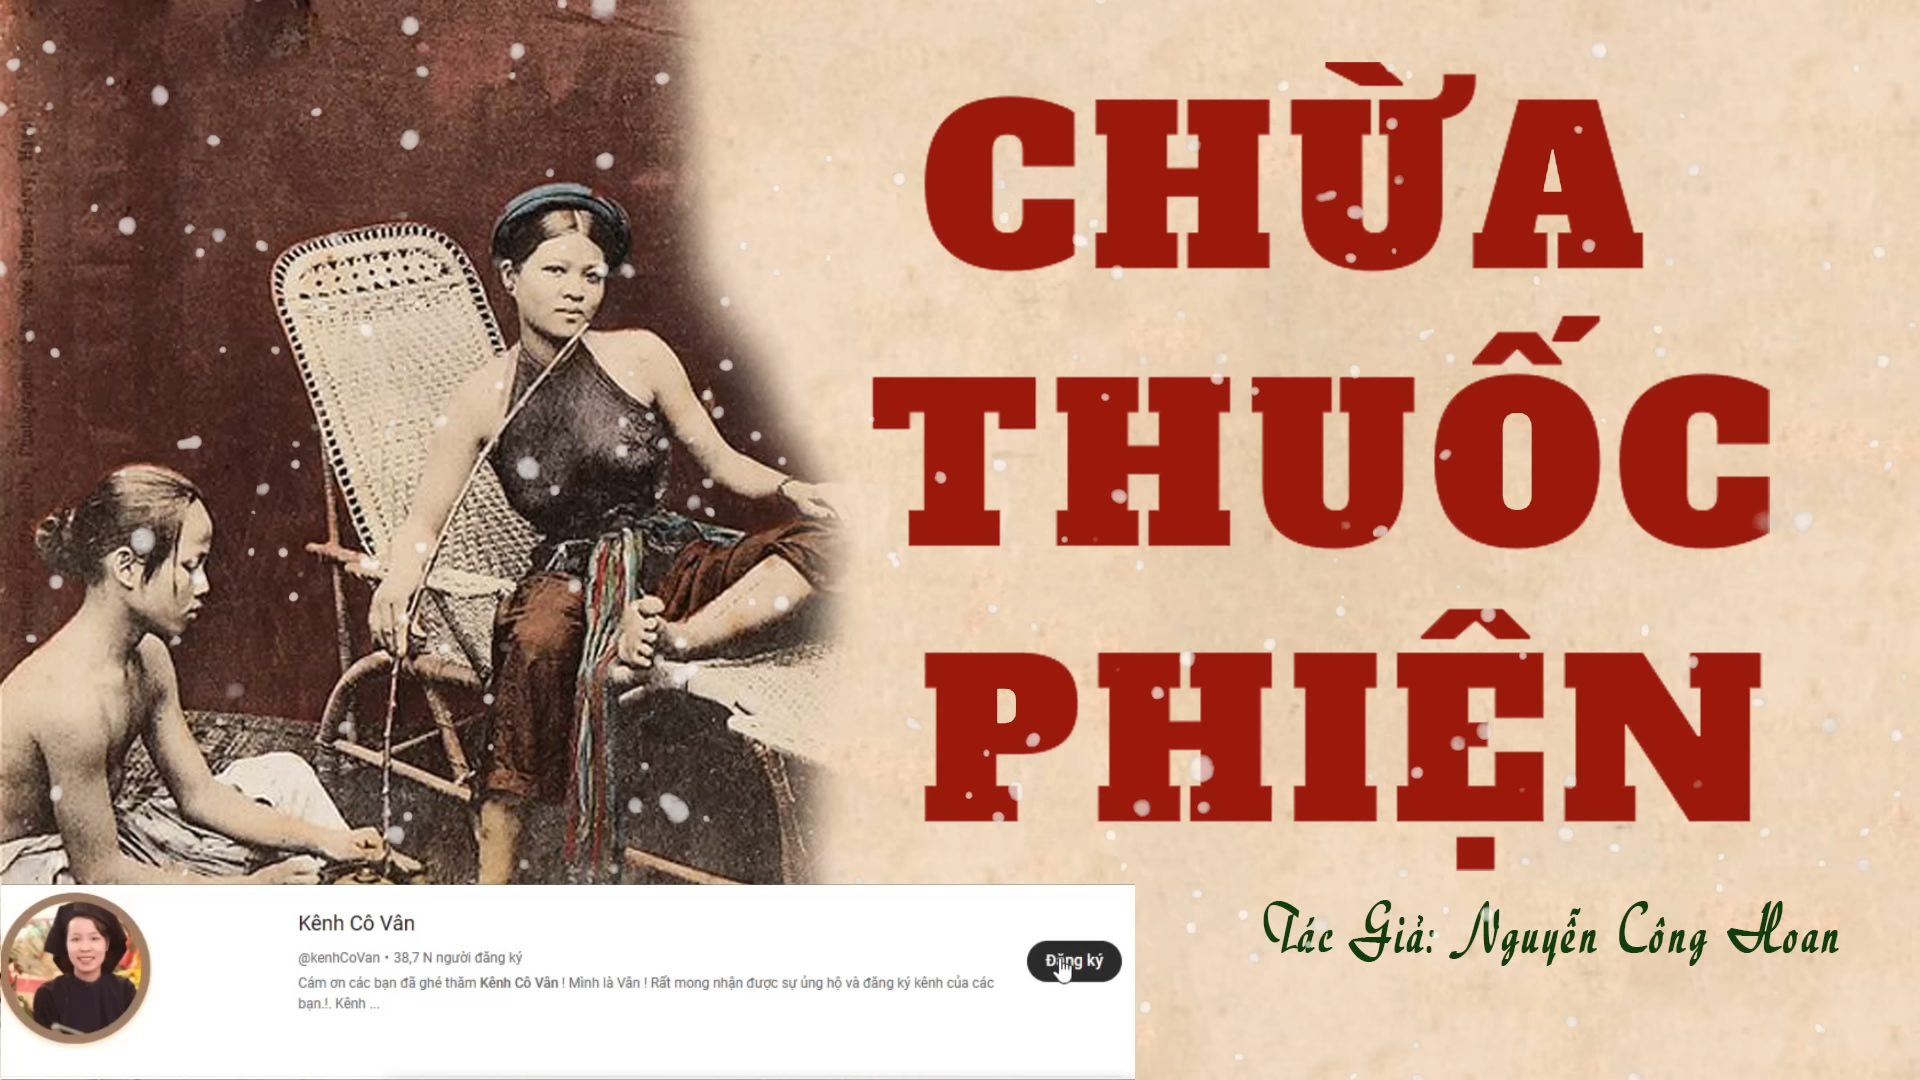 CHỪA
THUỐC
PHIỆN
Tác Giả: Nguyễn Công Hoan
Kênh Cô Vân
@kenhCoVan • 38,7 N người đăng ký
Cám ơn các bạn đã ghé thăm Kênh Cô Vân ! Mình là Vân ! Rất mong nhận được sự ủng hộ và đăng ký kênh của các
bạn.!. Kênh ...
Đăng ký